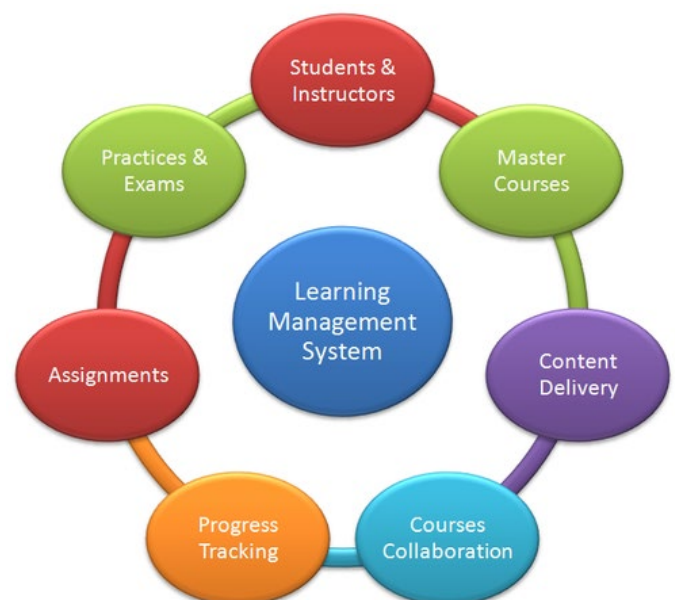 Students &
Instructors
Master
Courses
Content
Delivery
Courses
Collaboration
Progress
Tracking
Assignments
Practices &
Exams
Learning
Management
System